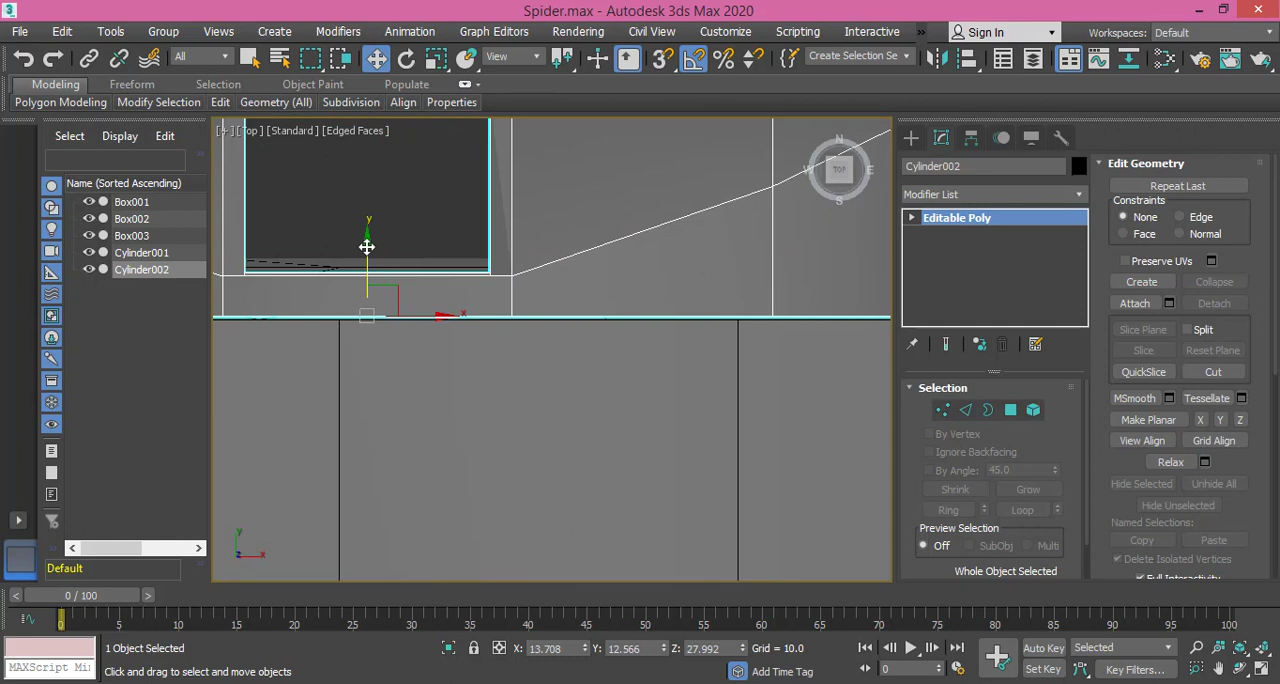 Spider.max - Autodesk 3ds Max 2020
File Edit Tools Group Views Create Modifiers Animation Graph Editors Rendering Civil View Customize Scripting Interactive Sign In Workspaces: Default
All View Create Selection Se
Modeling Freeform Selection Object Paint Populate
Polygon Modeling Modify Selection Edit Geometry (All) Subdivision Align Properties
Select Display Edit
Name (Sorted Ascending)
Box001
Box002
Box003
Cylinder001
Cylinder002
Default
[+] [Top] [Standard] [Edged Faces]
N
W TOP E
S
y
x
y
z x
Cylinder002
Modifier List
Editable Poly
Selection
By Vertex
Ignore Backfacing
By Angle: 45.0
Shrink Grow
Ring Loop
Preview Selection
Off SubObj Multi
Whole Object Selected
Edit Geometry
Repeat Last
Constraints
None Edge
Face Normal
Preserve UVs
Create Collapse
Attach Detach
Slice Plane Split
Slice Reset Plane
QuickSlice Cut
MSmooth Tessellate
Make Planar X Y Z
View Align Grid Align
Relax
Hide Selected Unhide All
Hide Unselected
Named Selections:
Copy Paste
Delete Isolated Vertices
Full Interactivity
< 0 / 100 >
0 5 10 15 20 25 30 35 40 45 50 55 60 65 70 75 80 85 90 95 100
1 Object Selected X: 13.708 Y: 12.566 Z: 27.992 Grid = 10.0 Auto Key Selected
MAXScript Mi Click and drag to select and move objects Add Time Tag 0 Set Key Key Filters...